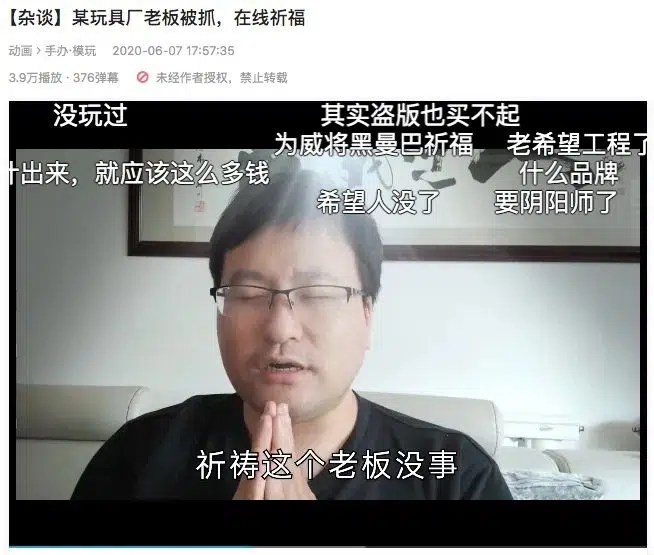 【杂谈】某玩具厂老板被抓，在线祈福
动画 > 手办·模玩 2020-06-07 17:57:35
3.9万播放 · 376弹幕 未经作者授权，禁止转载
没玩过 其实盗版也买不起
为威将黑曼巴祈福 老希望工程了
出来，就应该这么多钱 什么品牌
希望人没了 要阴阳师了
祈祷这个老板没事